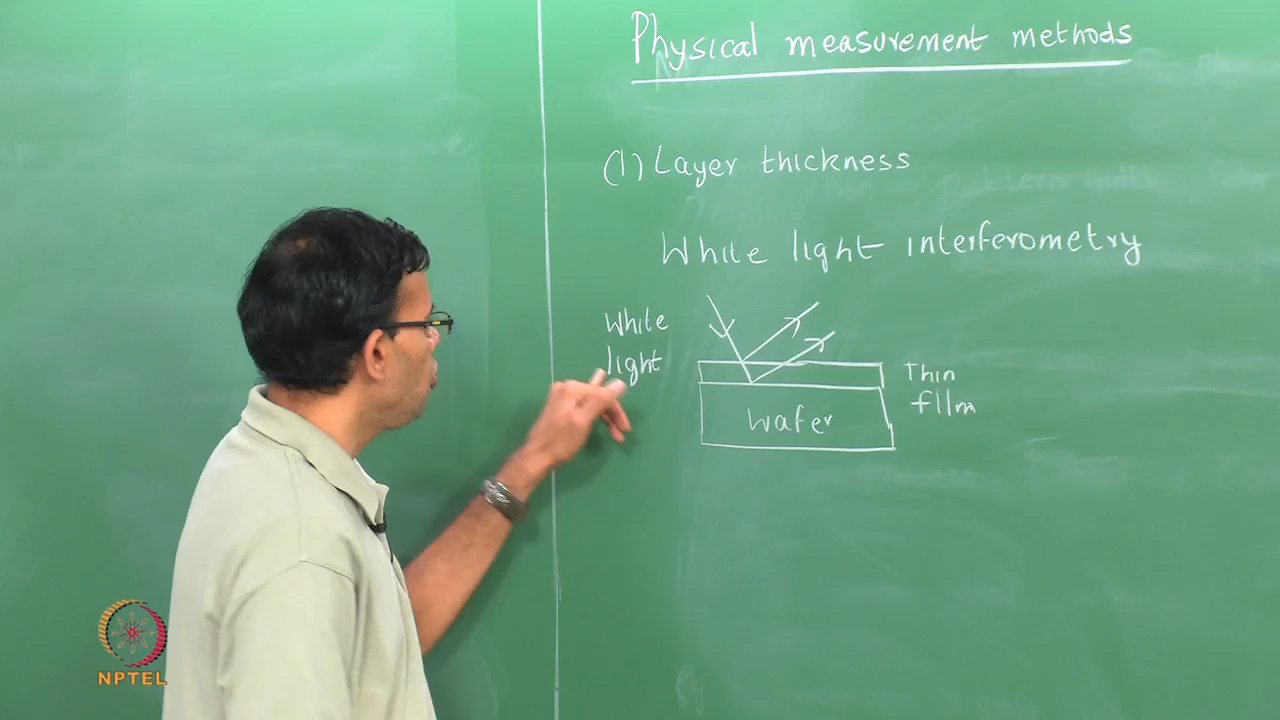 Physical measurement methods
(1) Layer thickness
White light interferometry
White
light
Thin
film
wafer
NPTEL